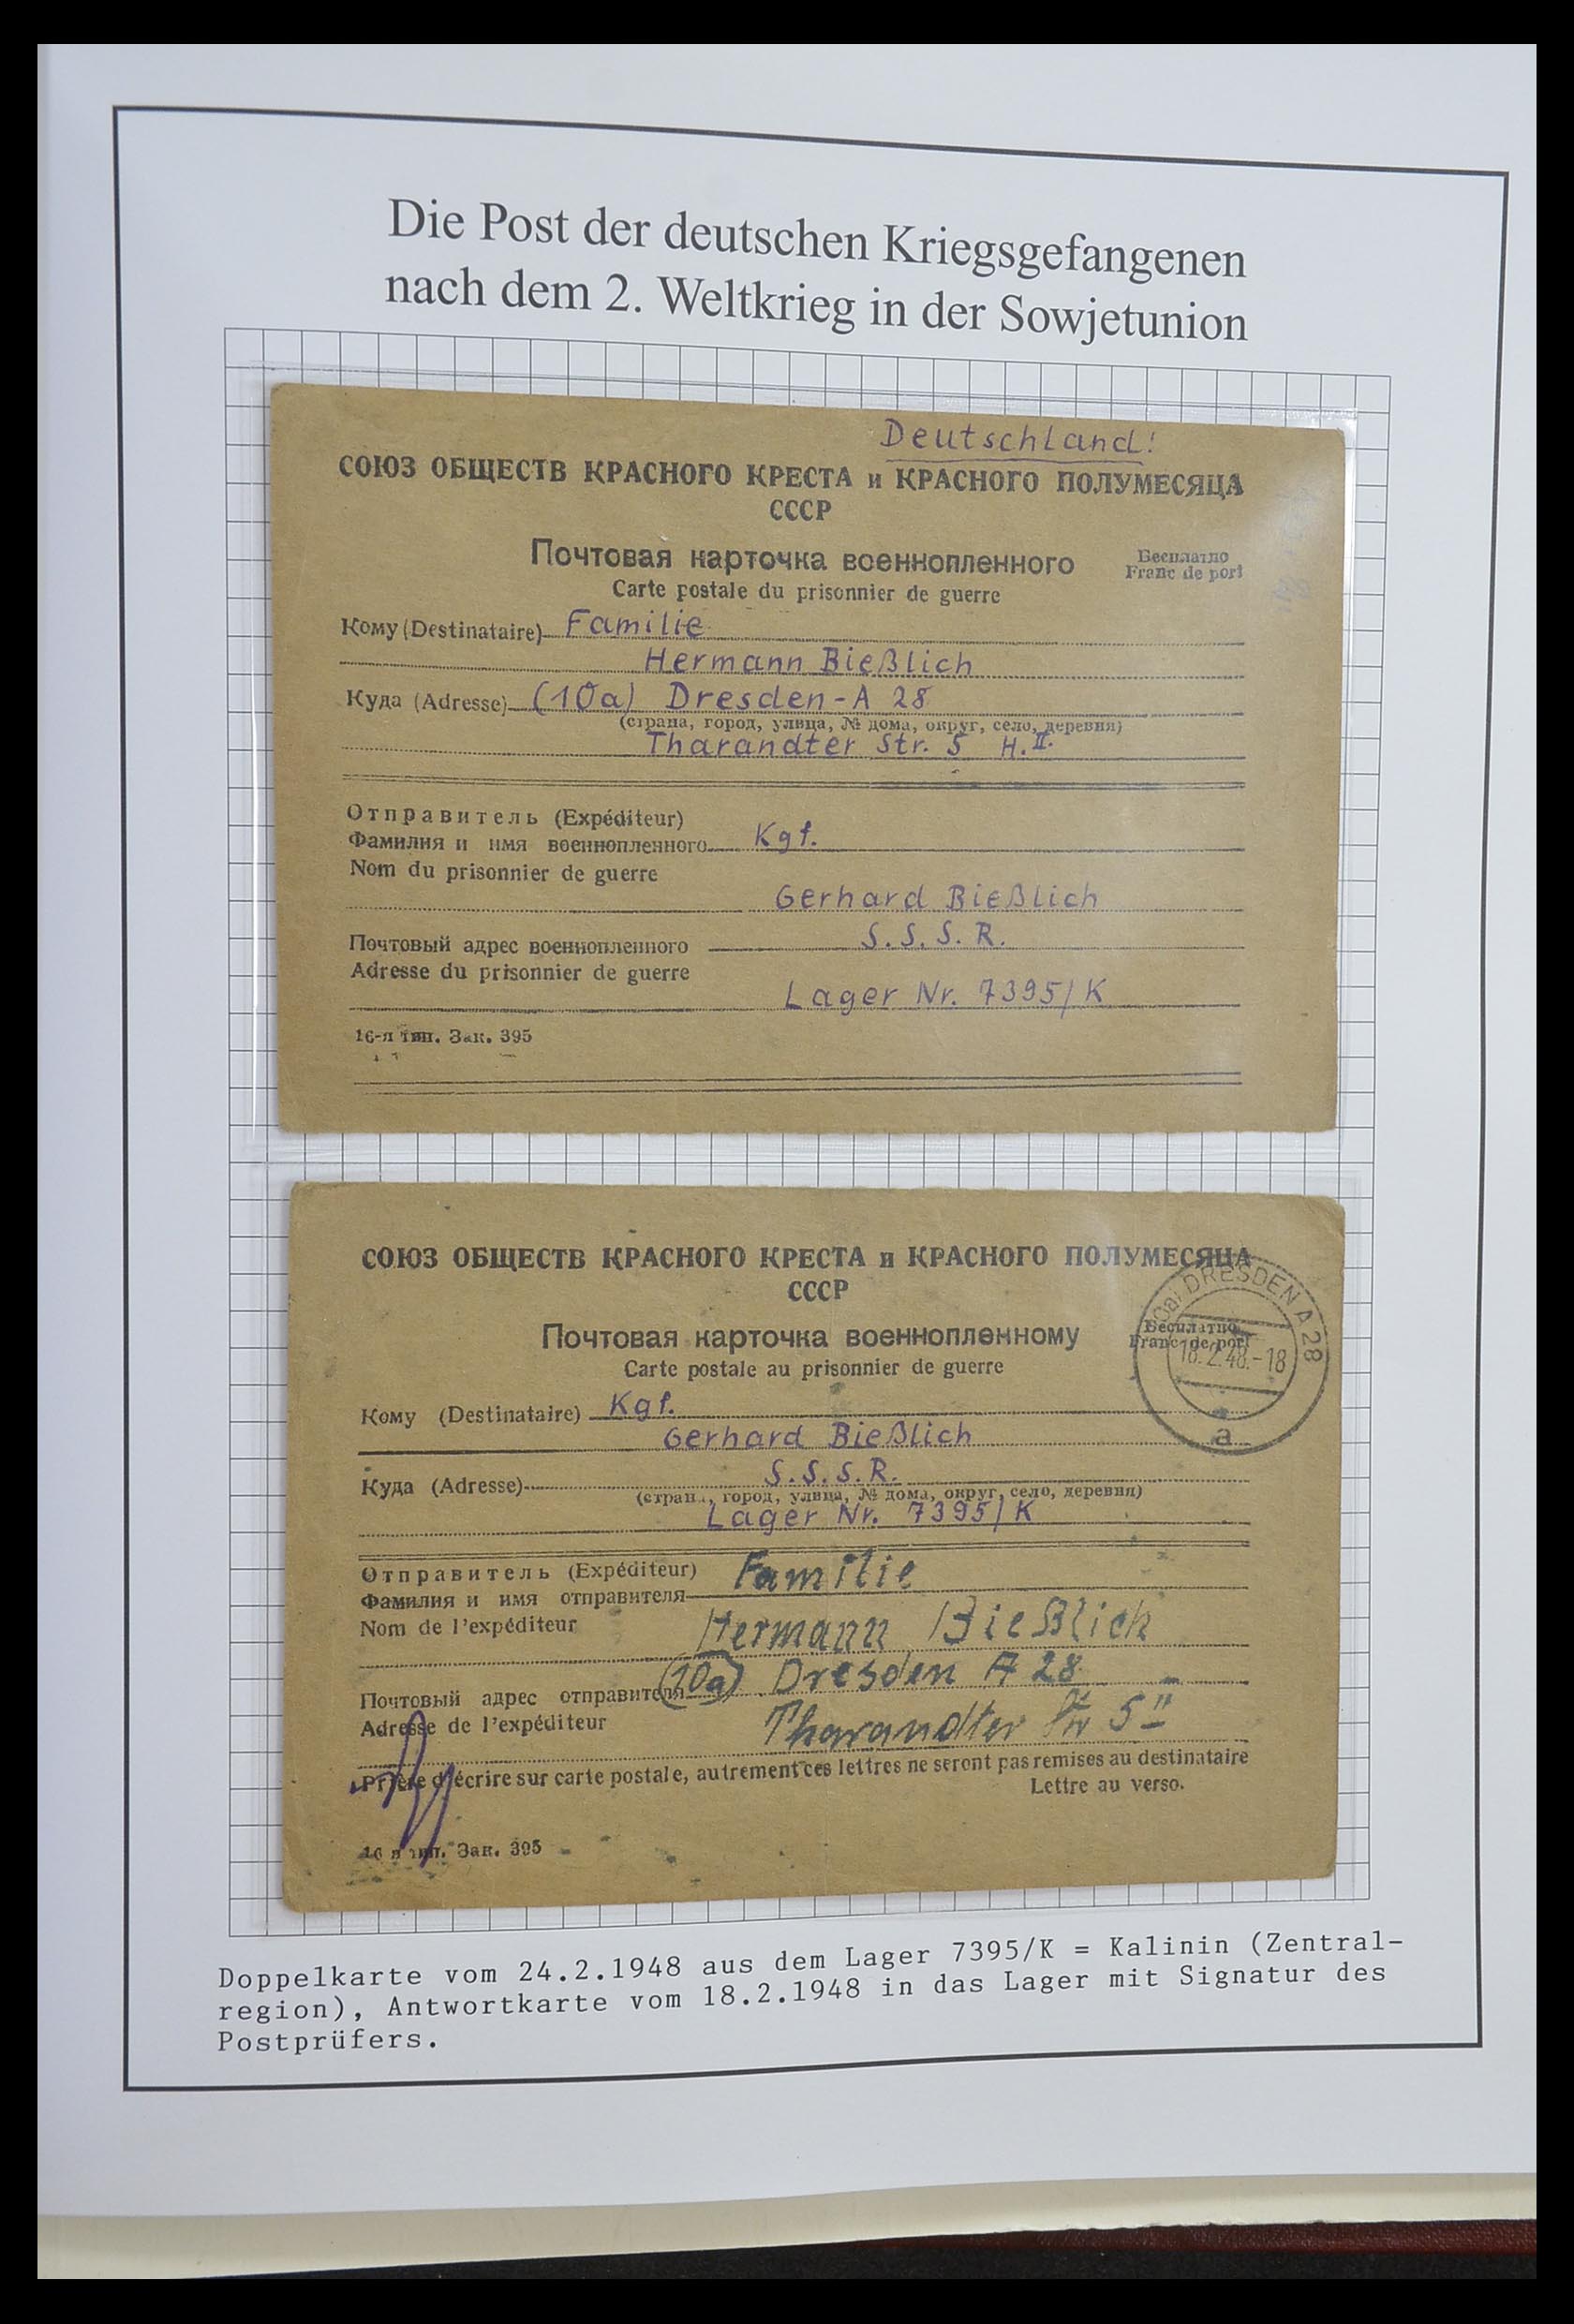 Die Post der deutschen Kriegsgefangenen
nach dem 2. Weltkrieg in der Sowjetunion
Deutschland!
СОЮЗ ОБЩЕСТВ КРАСНОГО КРЕСТА и КРАСНОГО ПОЛУМЕСЯЦА
СССР
Почтовая карточка военнопленного
Бесплатно
Carte postale du prisonnier de guerre
Franc de port
Кому (Destinataire) Familie
Hermann Bießlich
Куда (Adresse) (10a) Dresden-A 28
(страна, город, улица, № дома, округ, село, деревня)
Tharandter Str. 5 H.II.
Отправитель (Expéditeur)
Фамилия и имя военнопленного Kgf.
Nom du prisonnier de guerre
Gerhard Bießlich
Почтовый адрес военнопленного S.S.S.R.
Adresse du prisonnier de guerre
Lager Nr. 7395/K
16-я тип. Зак. 395
СОЮЗ ОБЩЕСТВ КРАСНОГО КРЕСТА и КРАСНОГО ПОЛУМЕСЯЦА
СССР
DRESDEN A 28
Почтовая карточка военнопленному
Бесплатно
Carte postale au prisonnier de guerre
Franc de port
18.2.48.-18
a
Кому (Destinataire) Kgf.
Gerhard Bießlich
Куда (Adresse) S.S.S.R.
(страна, город, улица, № дома, округ, село, деревня)
Lager Nr. 7395/K
Отправитель (Expéditeur) Familie
Фамилия и имя отправителя
Nom de l'expéditeur Hermann Bießlich
Почтовый адрес отправителя (10a) Dresden A 28
Adresse de l'expéditeur Tharandter Str 5 II
Prière d'écrire sur carte postale, autrement ces lettres ne seront pas remises au destinataire
Lettre au verso.
16 я тип. Зак. 395
Doppelkarte vom 24.2.1948 aus dem Lager 7395/K = Kalinin (Zentral-
region), Antwortkarte vom 18.2.1948 in das Lager mit Signatur des
Postprüfers.